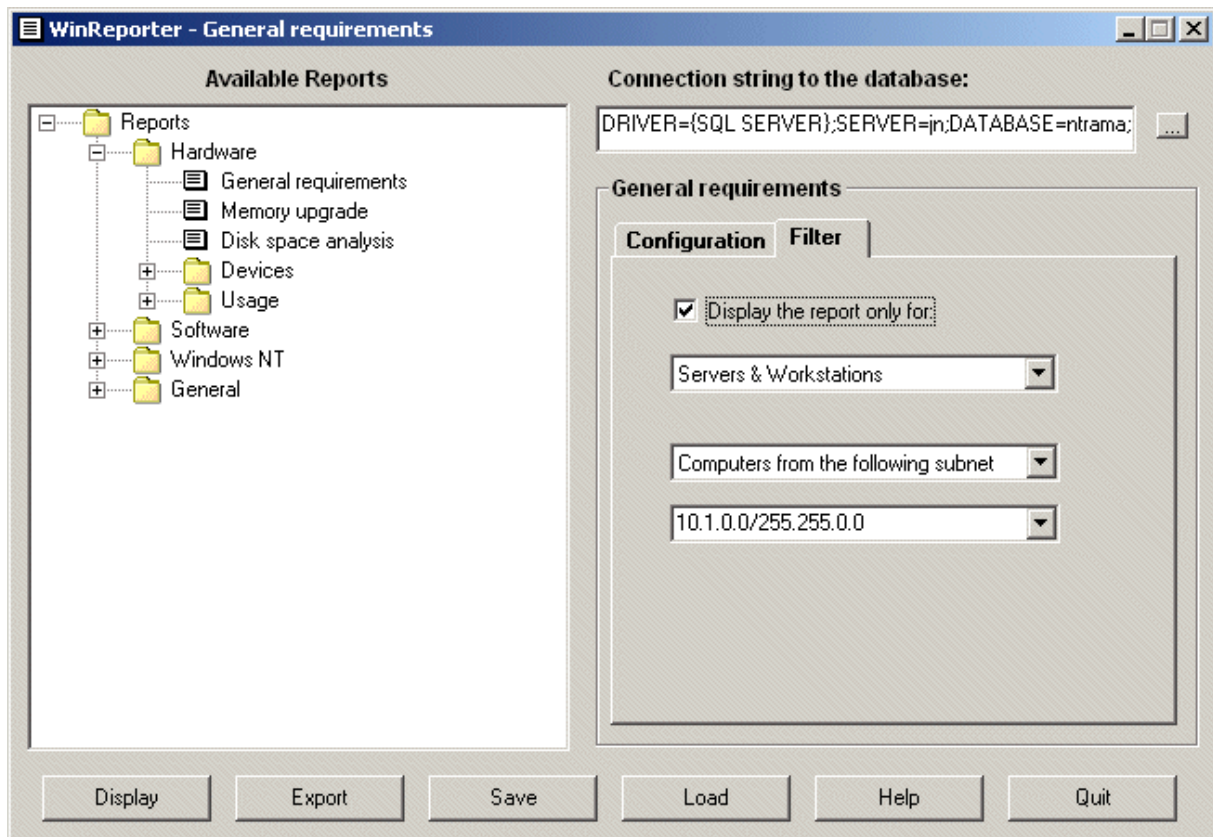 WinReporter - General requirements
Available Reports
Reports
Hardware
General requirements
Memory upgrade
Disk space analysis
Devices
Usage
Software
Windows NT
General
Connection string to the database:
DRIVER={SQL SERVER};SERVER=jn;DATABASE=ntrama;
...
General requirements
Configuration
Filter
Display the report only for:
Servers & Workstations
Computers from the following subnet
10.1.0.0/255.255.0.0
Display
Export
Save
Load
Help
Quit